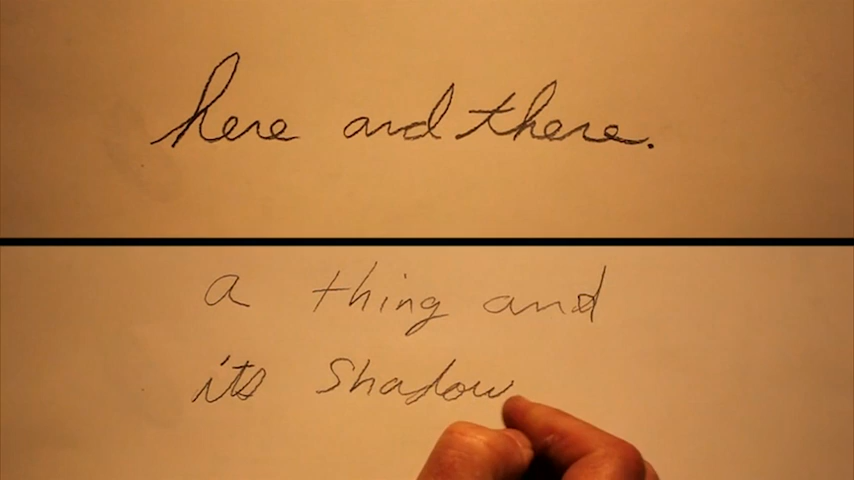 here and there.
a thing and
its shadow